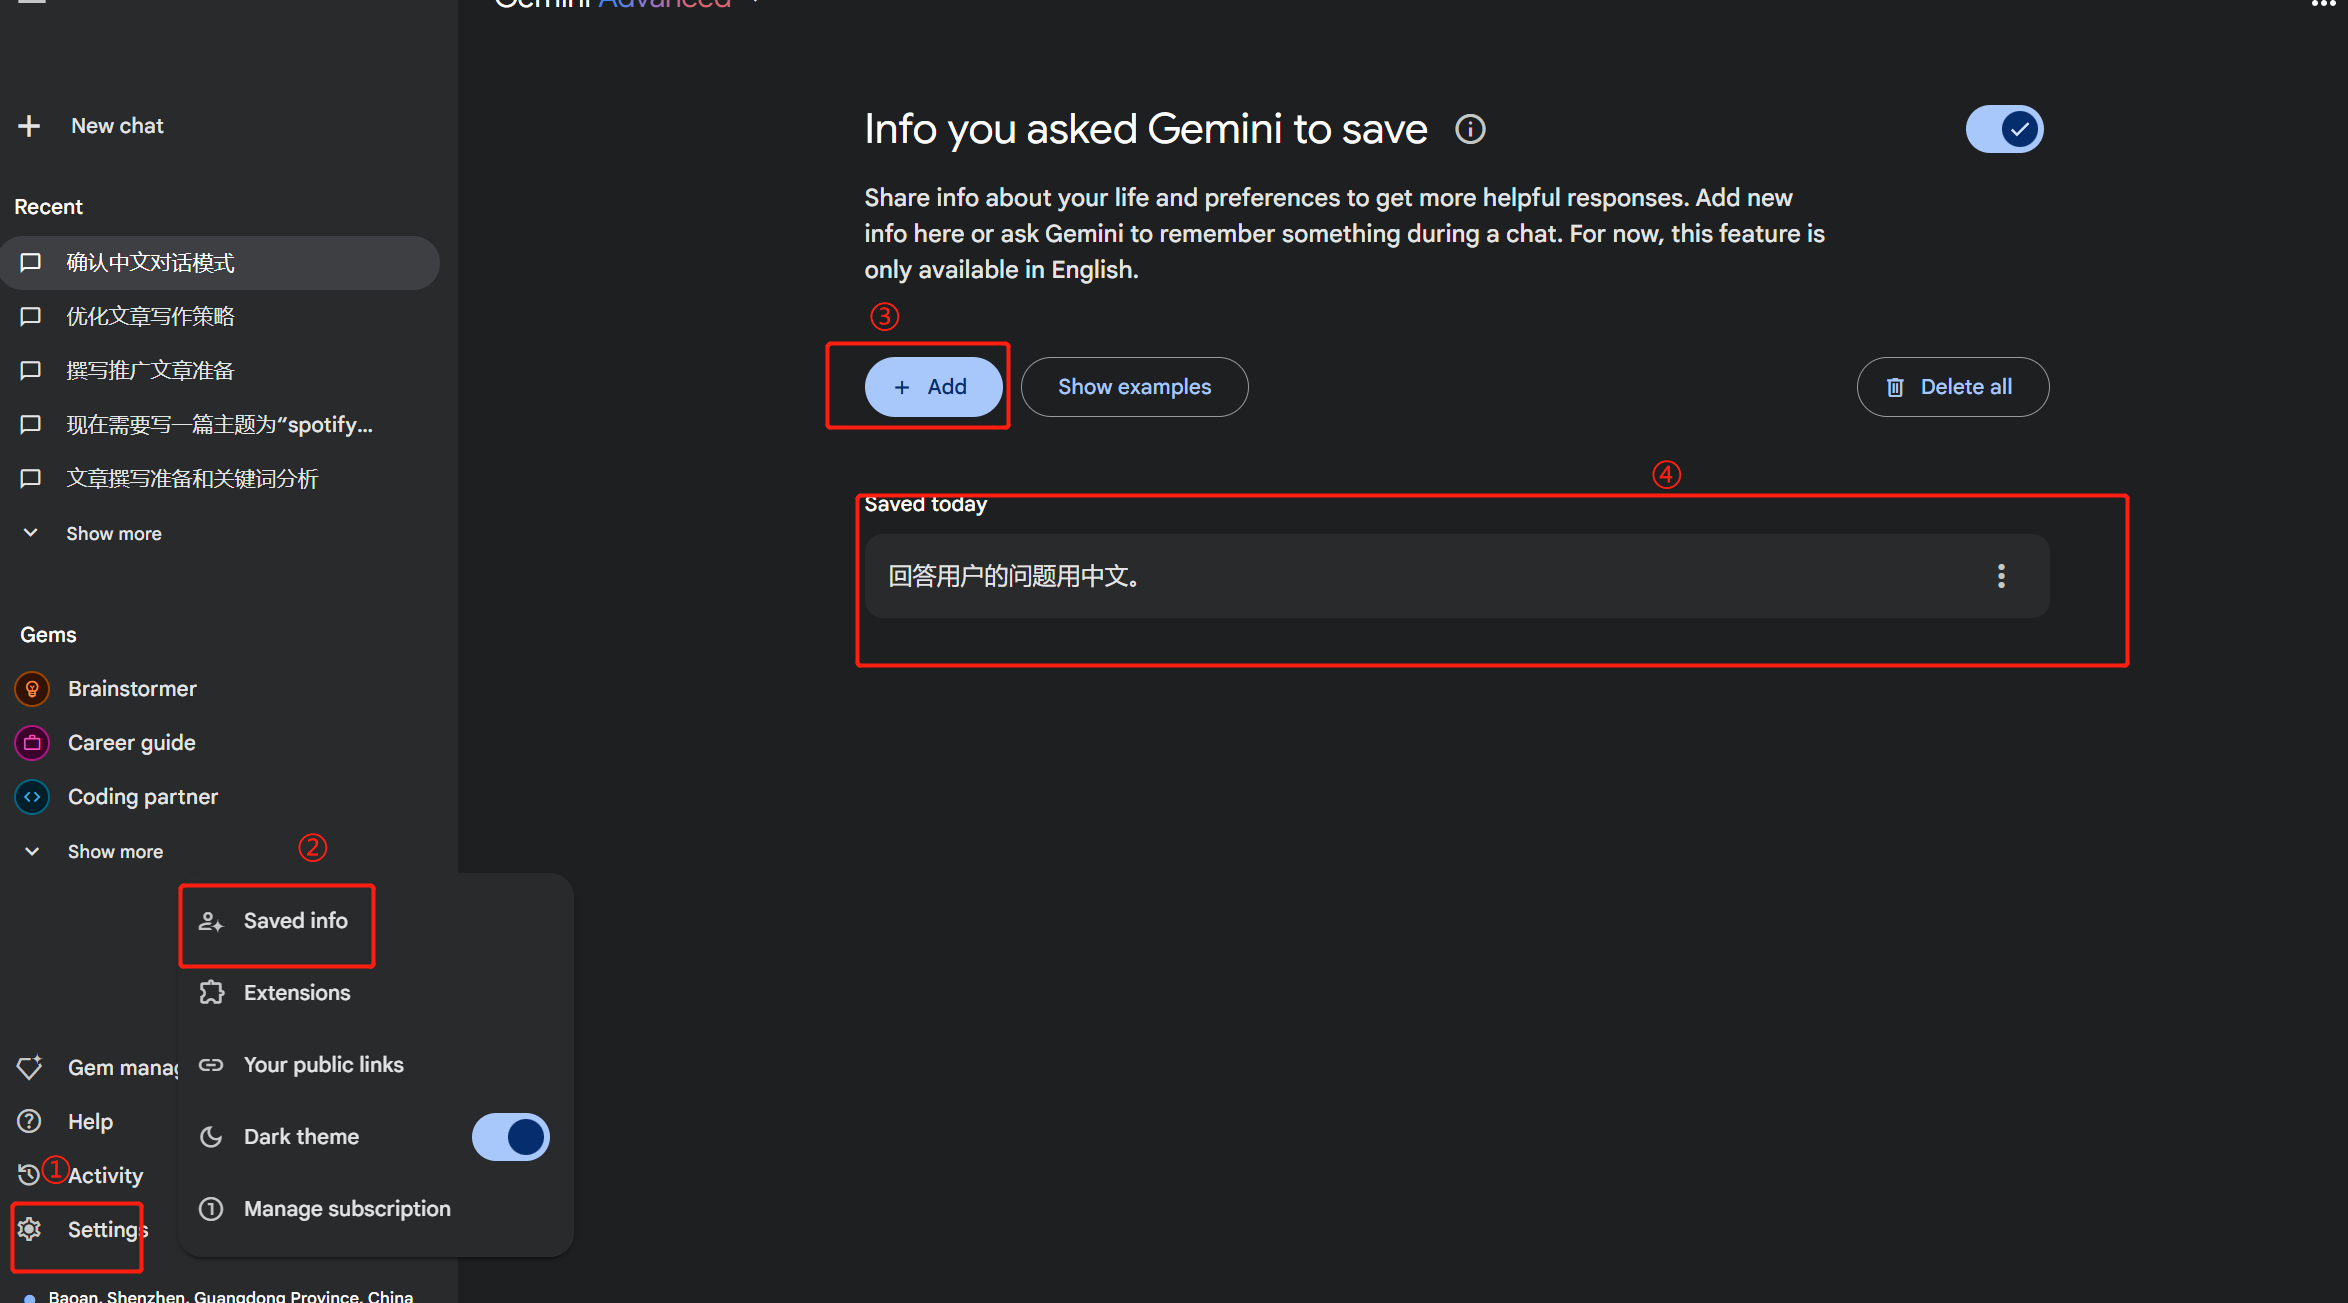 Gemini Advanced
New chat
Recent
确认中文对话模式
优化文章写作策略
撰写推广文章准备
现在需要写一篇主题为“spotify...
文章撰写准备和关键词分析
Show more
Gems
Brainstormer
Career guide
Coding partner
Show more
②
Saved info
Extensions
Your public links
Dark theme
Manage subscription
Gem manag
Help
①
Activity
Settings
Baoan, Shenzhen, Guangdong Province, China
Info you asked Gemini to save
Share info about your life and preferences to get more helpful responses. Add new
info here or ask Gemini to remember something during a chat. For now, this feature is
only available in English.
③
+ Add
Show examples
Delete all
④
Saved today
回答用户的问题用中文。